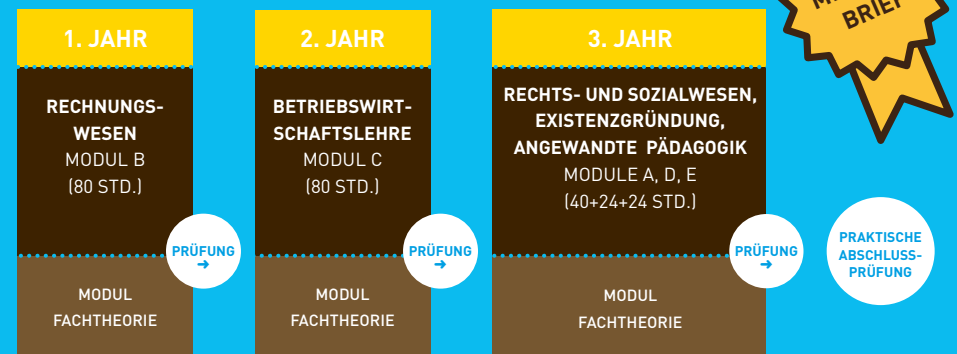 BRIEF
1. JAHR
RECHNUNGS-
WESEN
MODUL B
(80 STD.)
PRÜFUNG
➜
MODUL
FACHTHEORIE
2. JAHR
BETRIEBSWIRT-
SCHAFTSLEHRE
MODUL C
(80 STD.)
PRÜFUNG
➜
MODUL
FACHTHEORIE
3. JAHR
RECHTS- UND SOZIALWESEN,
EXISTENZGRÜNDUNG,
ANGEWANDTE PÄDAGOGIK
MODULE A, D, E
(40+24+24 STD.)
PRÜFUNG
➜
MODUL
FACHTHEORIE
PRAKTISCHE
ABSCHLUSS-
PRÜFUNG